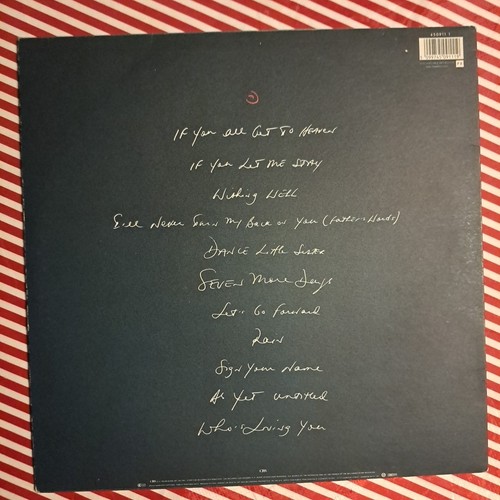 450911 1
If You All Get To Heaven
If You Let Me Stay
Wishing Well
I'll Never Turn My Back on You (Father's Words)
Dance Little Sister
Seven More Days
Let's Go Forward
Rain
Sign Your Name
As Yet Untitled
Who's Loving You